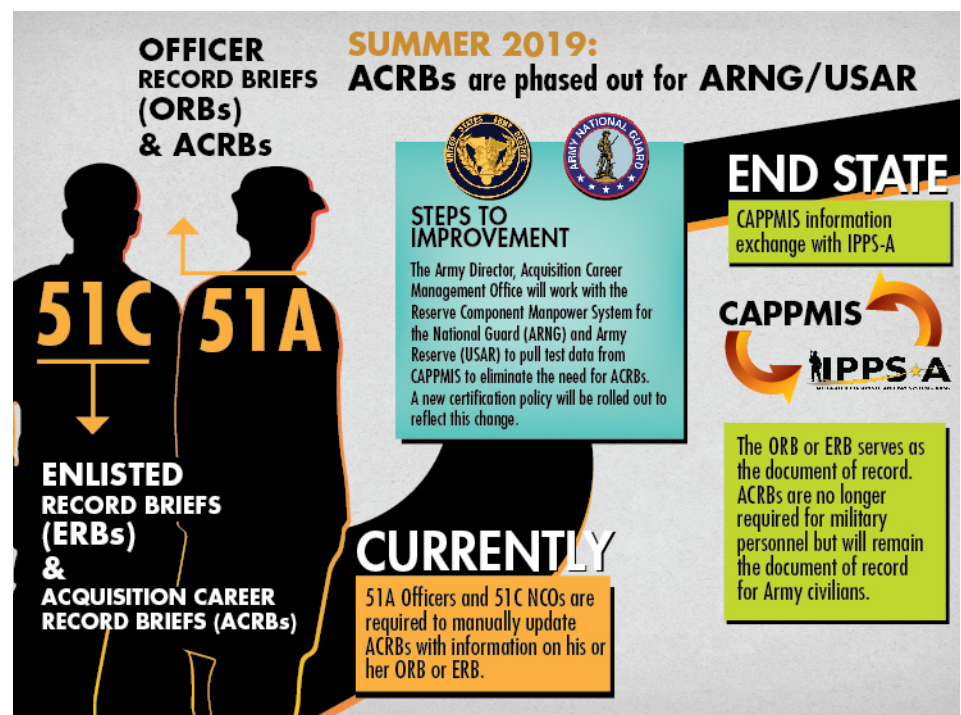 OFFICER
RECORD BRIEFS
(ORBs)
& ACRBs
SUMMER 2019:
ACRBs are phased out for ARNG/USAR
UNITED STATES ARMY RESERVE
ARMY NATIONAL GUARD
51C
51A
ENLISTED
RECORD BRIEFS
(ERBs)
&
ACQUISITION CAREER
RECORD BRIEFS (ACRBs)
STEPS TO
IMPROVEMENT
The Army Director, Acquisition Career
Management Office will work with the
Reserve Component Manpower System for
the National Guard (ARNG) and Army
Reserve (USAR) to pull test data from
CAPPMIS to eliminate the need for ACRBs.
A new certification policy will be rolled out to
reflect this change.
CURRENTLY
51A Officers and 51C NCOs are
required to manually update
ACRBs with information on his or
her ORB or ERB.
END STATE
CAPPMIS information
exchange with IPPS-A
CAPPMIS
IPPS★A
The ORB or ERB serves as
the document of record.
ACRBs are no longer
required for military
personnel but will remain
the document of record
for Army civilians.